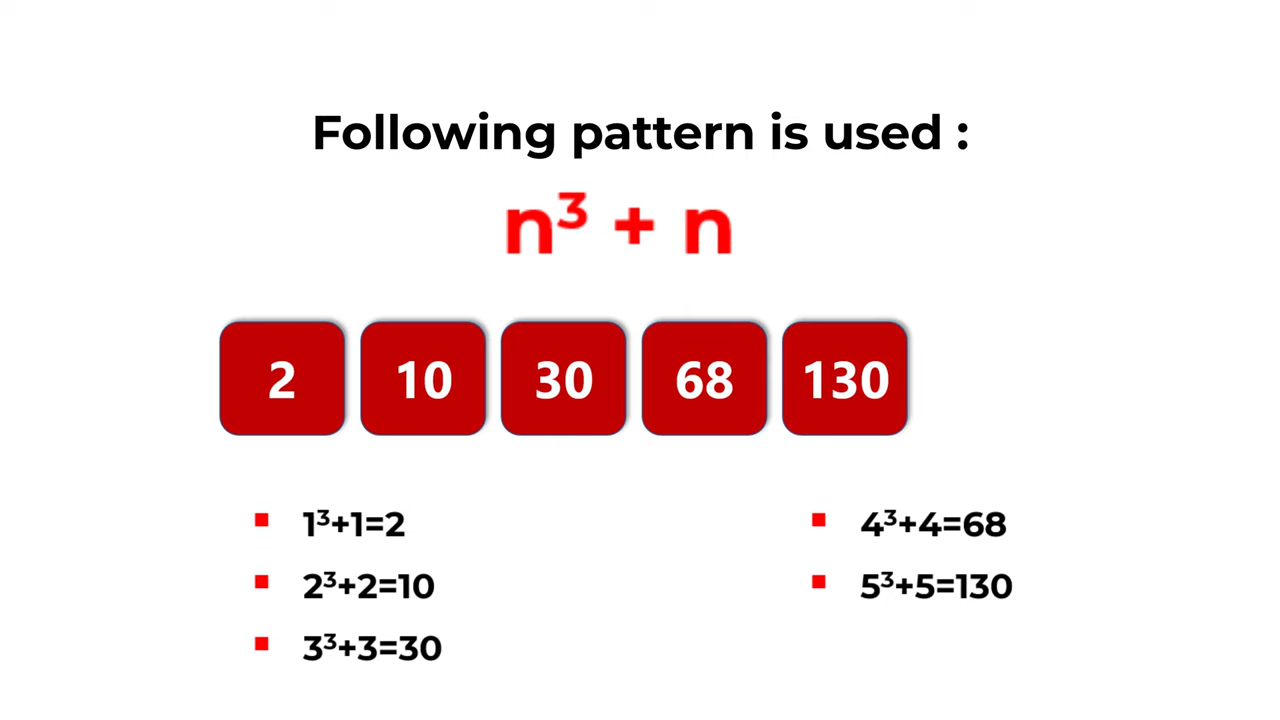 Following pattern is used :
n³ + n
2 10 30 68 130
1³+1=2
2³+2=10
3³+3=30
4³+4=68
5³+5=130